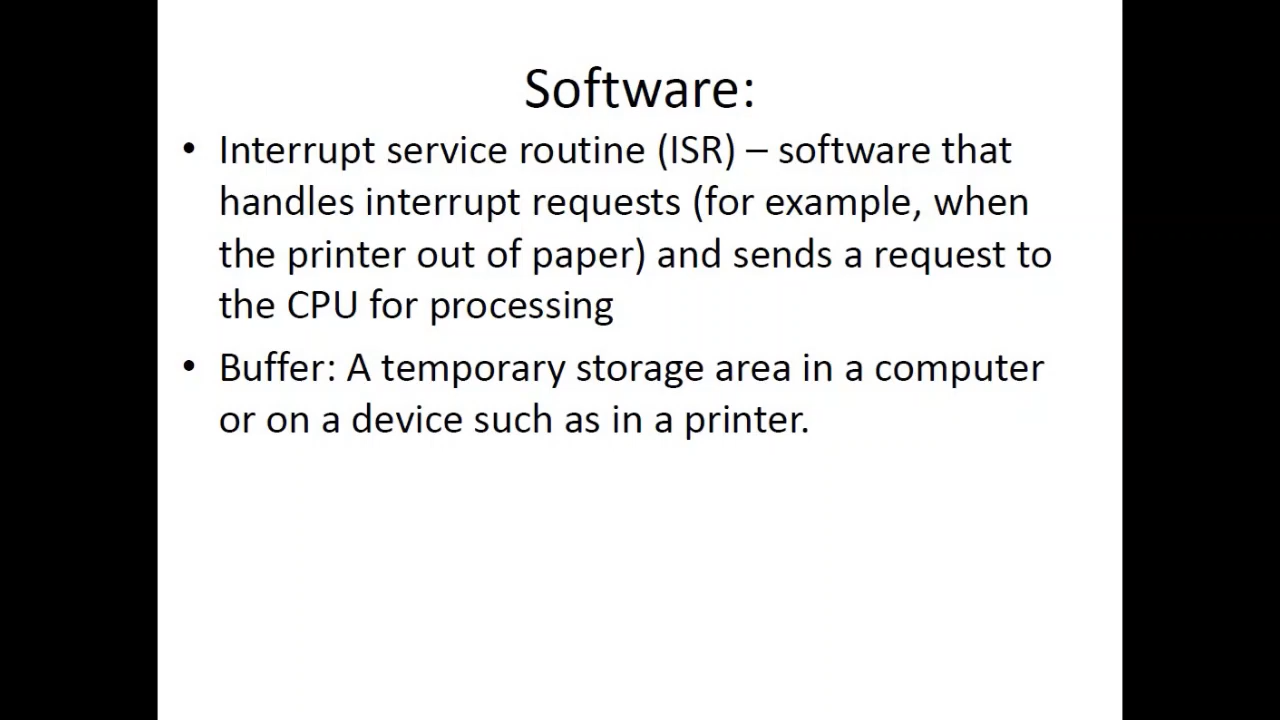 Software:
• Interrupt service routine (ISR) – software that
handles interrupt requests (for example, when
the printer out of paper) and sends a request to
the CPU for processing
• Buffer: A temporary storage area in a computer
or on a device such as in a printer.